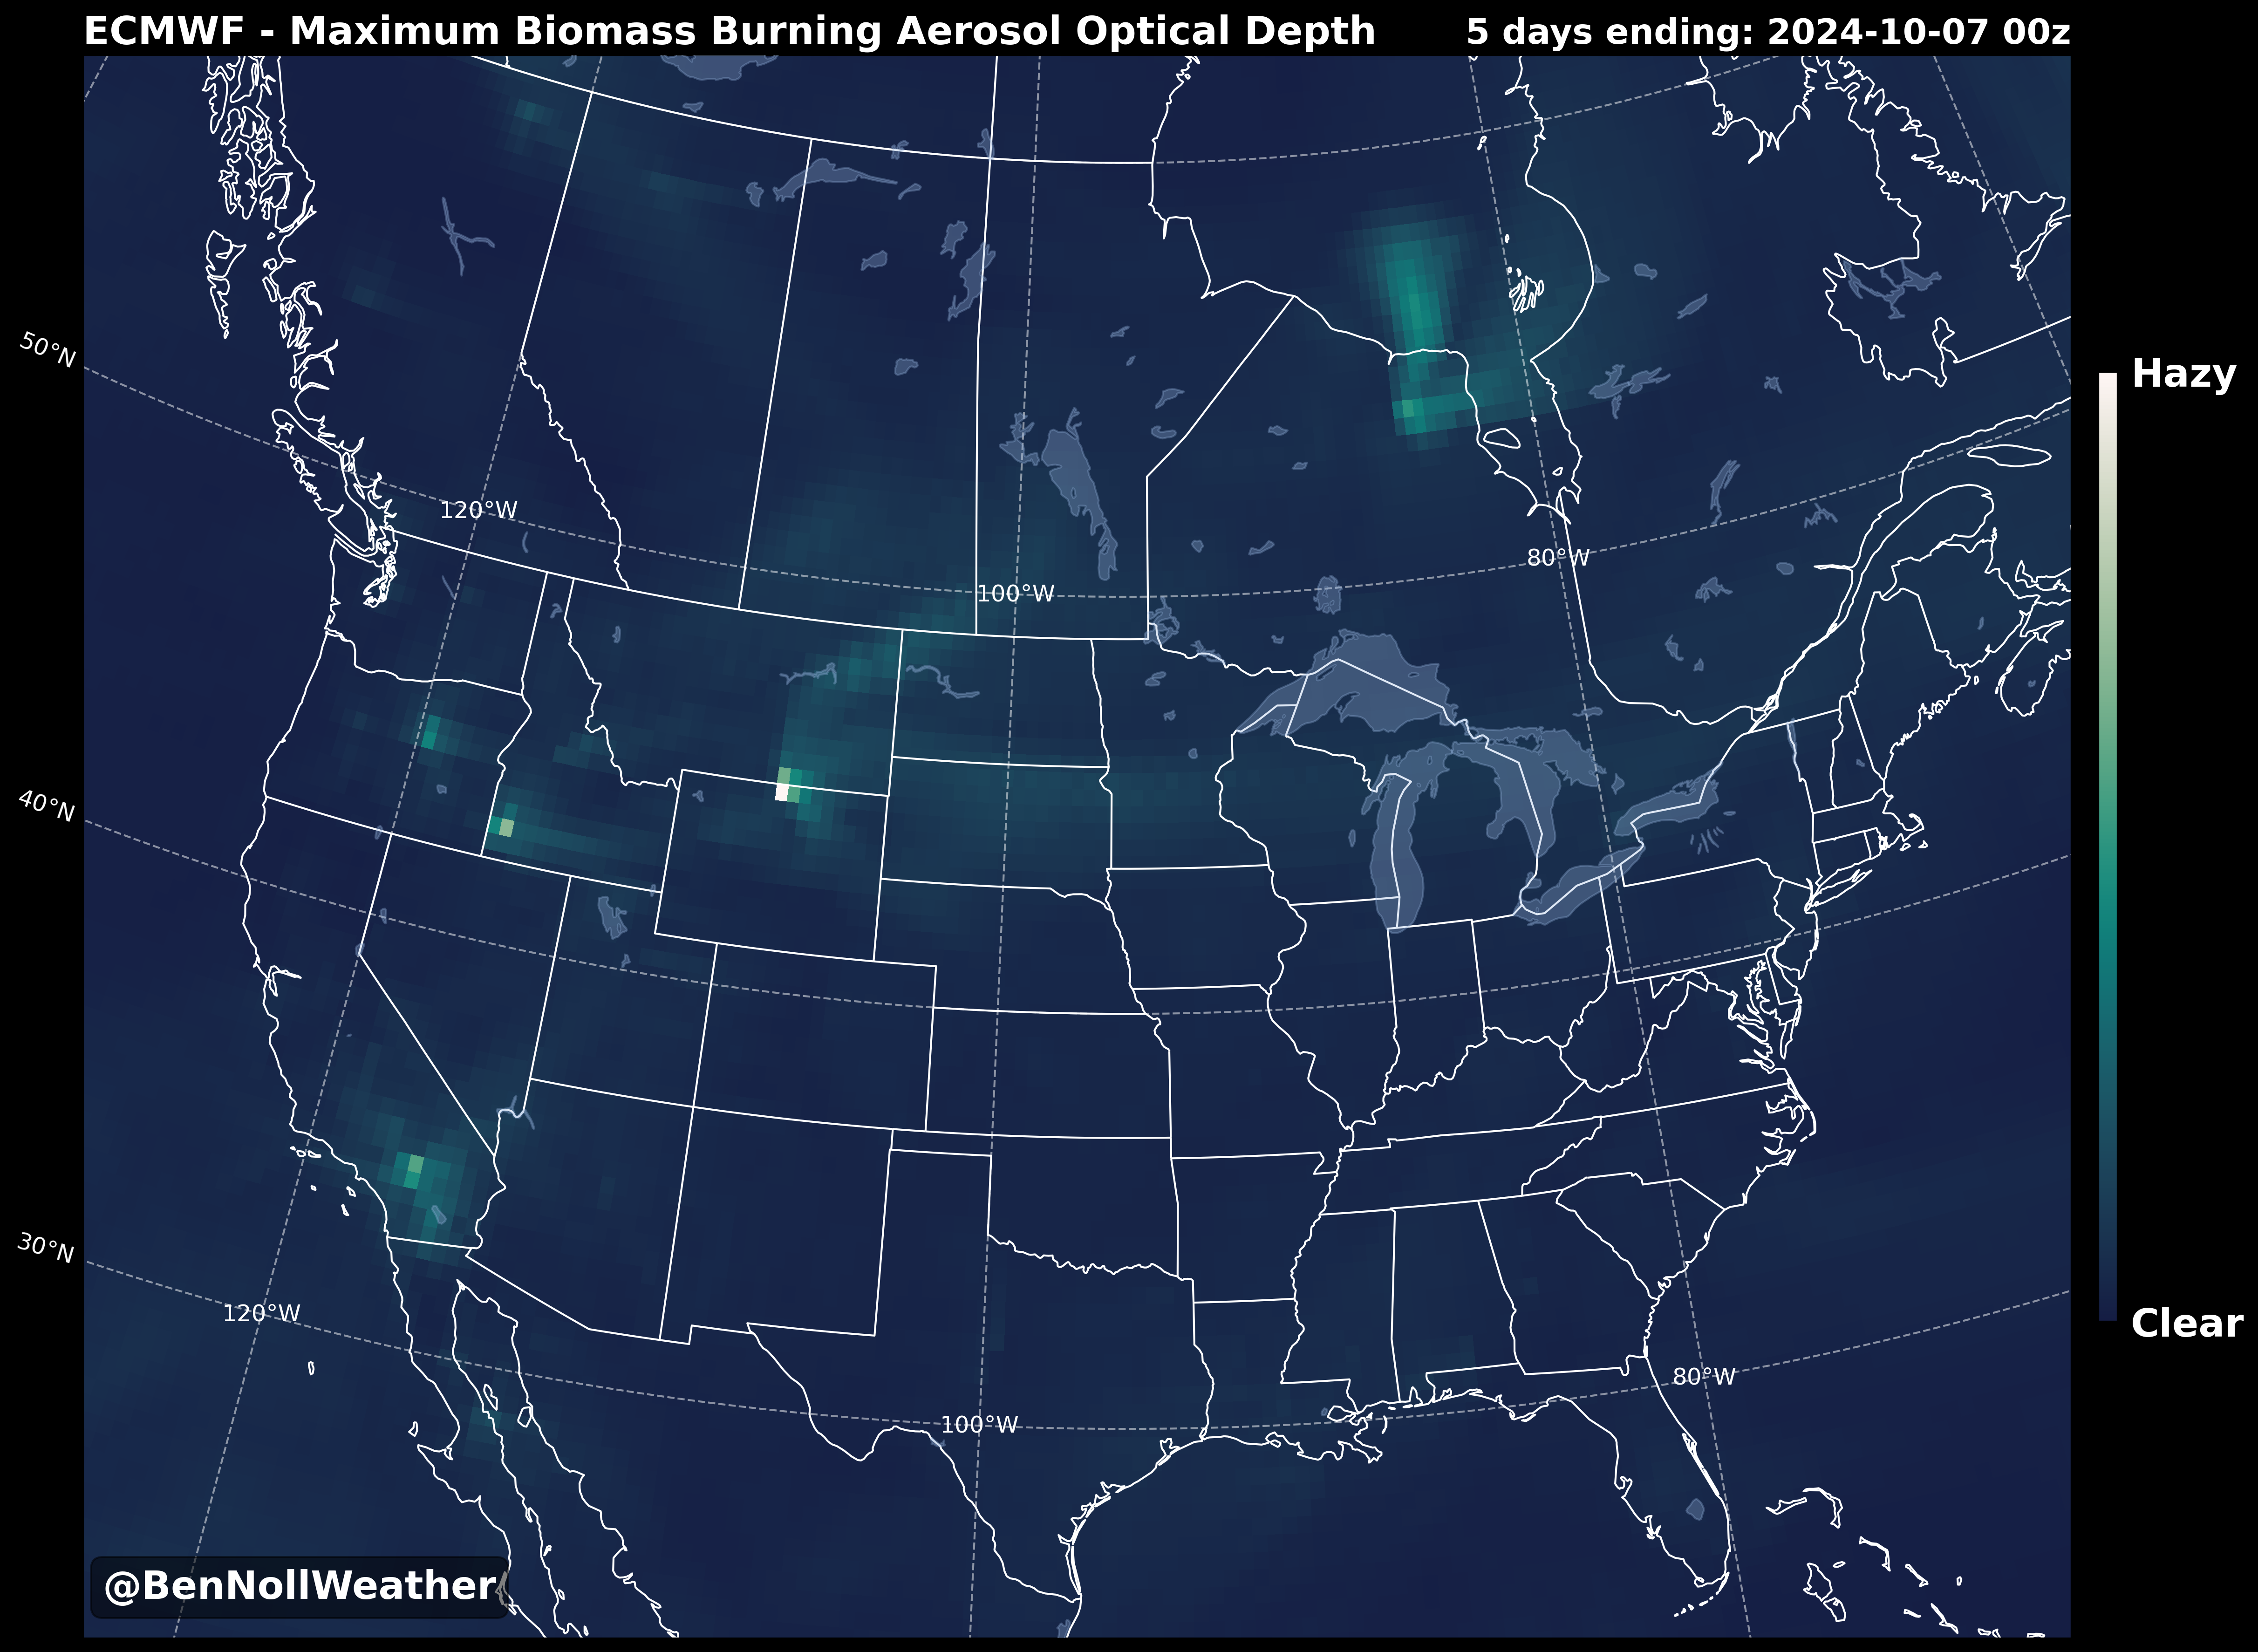 ECMWF - Maximum Biomass Burning Aerosol Optical Depth
5 days ending: 2024-10-07 00z
50°N
Hazy
120°W
80°W
100°W
40°N
30°N
120°W
Clear
80°W
100°W
@BenNollWeather